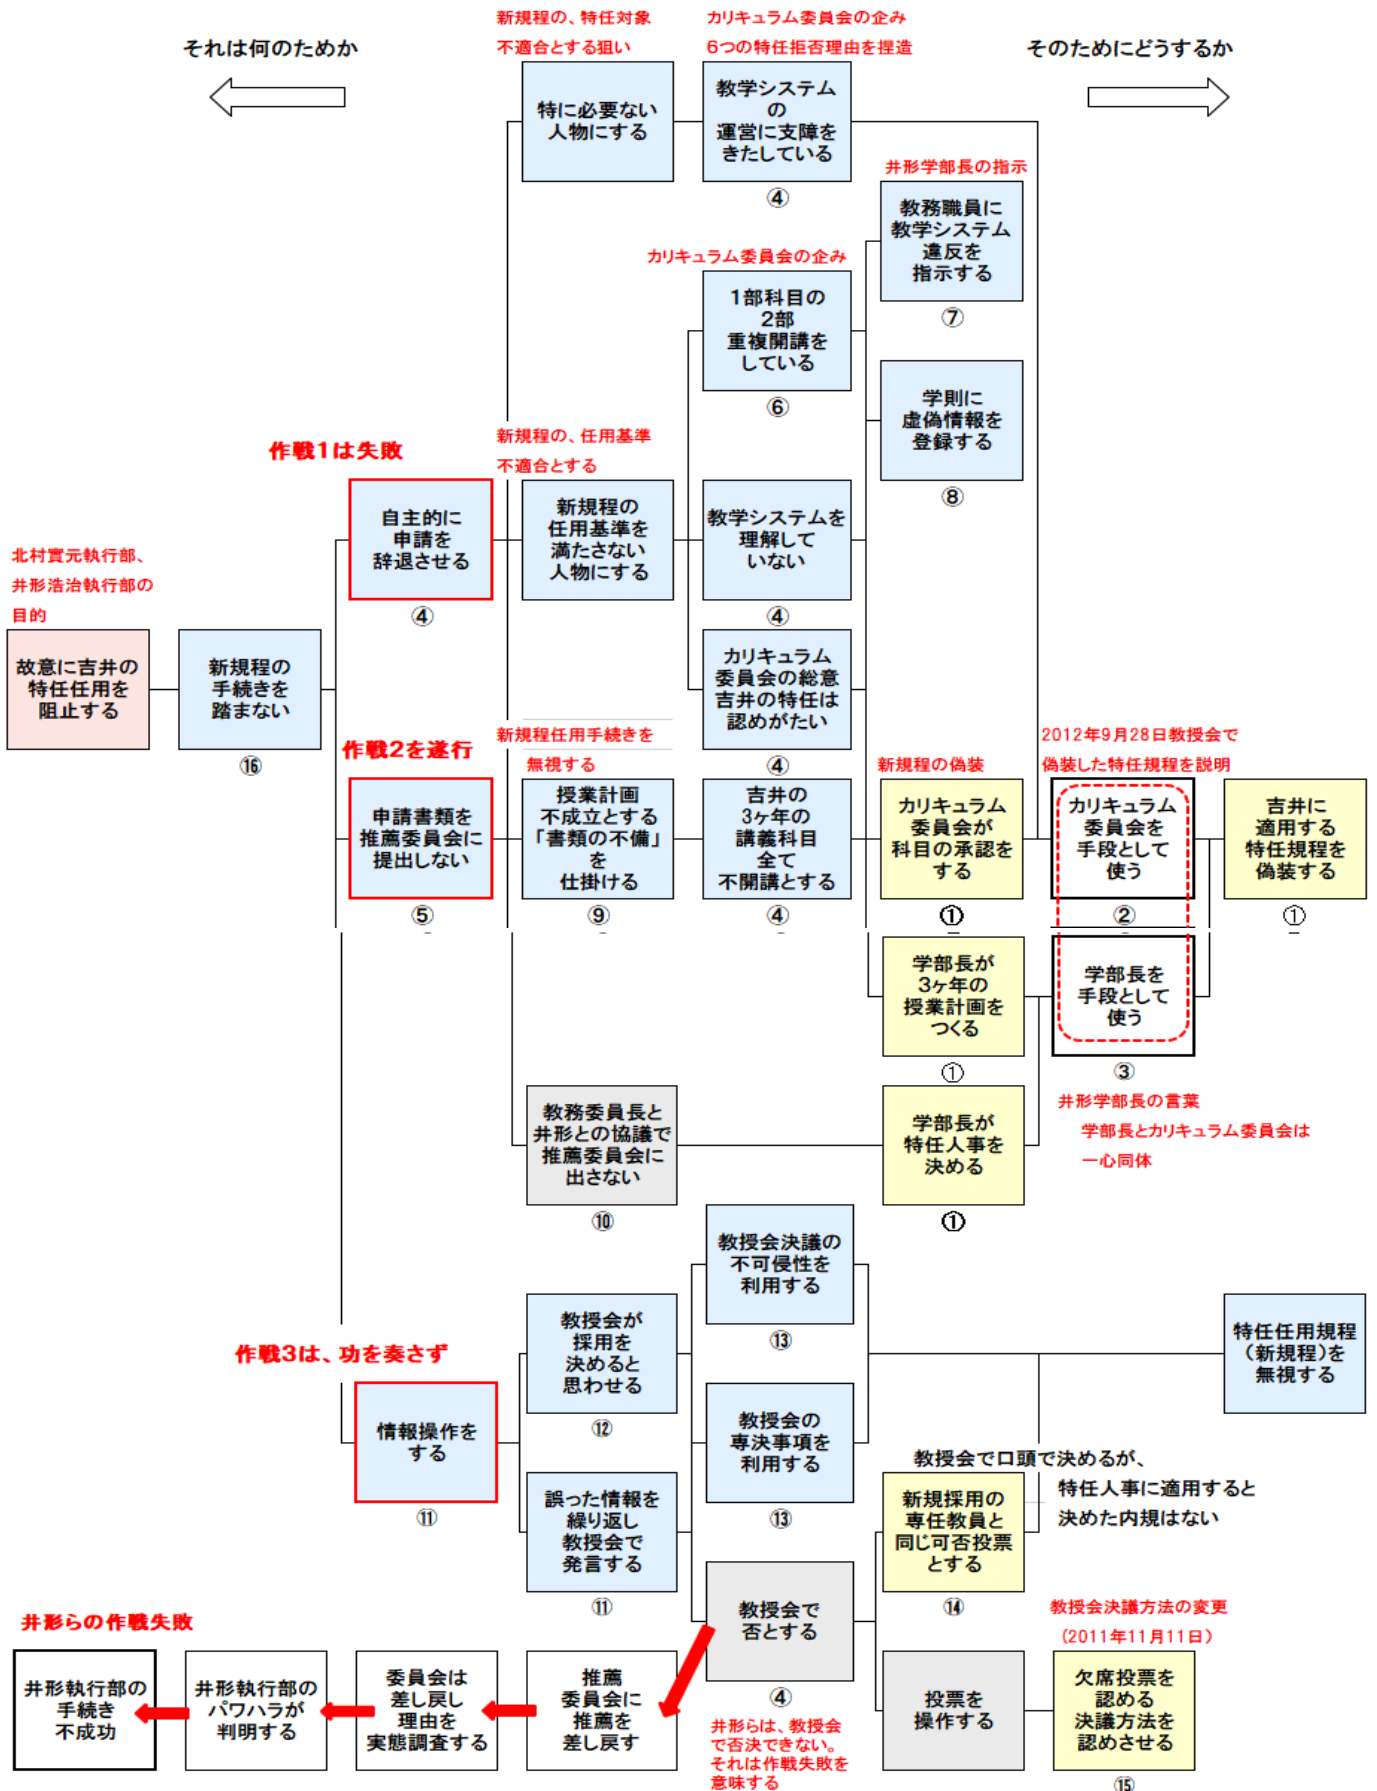 それは何のためか
新規程の、特任対象
不適合とする狙い
カリキュラム委員会の企み
6つの特任拒否理由を捏造
そのためにどうするか
特に必要ない
人物にする
教学システム
の
運営に支障を
きたしている
④
井形学部長の指示
教務職員に
教学システム
違反を
指示する
⑦
カリキュラム委員会の企み
1部科目の
2部
重複開講を
している
⑥
学則に
虚偽情報を
登録する
⑧
作戦1は失敗
自主的に
申請を
辞退させる
④
新規程の、任用基準
不適合とする
新規程の
任用基準を
満たさない
人物にする
教学システムを
理解して
いない
④
北村實元執行部、
井形浩治執行部の
目的
故意に吉井の
特任任用を
阻止する
新規程の
手続きを
踏まない
⑯
カリキュラム
委員会の総意
吉井の特任は
認めがたい
④
作戦2を遂行
申請書類を
推薦委員会に
提出しない
⑤
新規程任用手続きを
無視する
授業計画
不成立とする
「書類の不備」
を
仕掛ける
⑨
吉井の
3ヶ年の
講義科目
全て
不開講とする
④
新規程の偽装
カリキュラム
委員会が
科目の承認を
する
①
2012年9月28日教授会で
偽装した特任規程を説明
カリキュラム
委員会を
手段として
使う
②
吉井に
適用する
特任規程を
偽装する
①
学部長が
3ヶ年の
授業計画を
つくる
①
学部長を
手段として
使う
③
井形学部長の言葉
学部長とカリキュラム委員会は
一心同体
教務委員長と
井形との協議で
推薦委員会に
出さない
⑩
学部長が
特任人事を
決める
①
作戦3は、功を奏さず
情報操作を
する
⑪
教授会が
採用を
決めると
思わせる
⑫
教授会決議の
不可侵性を
利用する
⑬
特任任用規程
（新規程）を
無視する
教授会の
専決事項を
利用する
⑬
誤った情報を
繰り返し
教授会で
発言する
⑪
教授会で口頭で決めるが、
特任人事に適用すると
決めた内規はない
新規採用の
専任教員と
同じ可否投票
とする
⑭
教授会で
否とする
④
井形らは、教授会
で否決できない。
それは作戦失敗を
意味する
投票を
操作する
教授会決議方法の変更
（2011年11月11日）
欠席投票を
認める
決議方法を
認めさせる
⑮
井形らの作戦失敗
井形執行部の
手続き
不成功
井形執行部の
パワハラが
判明する
委員会は
差し戻し
理由を
実態調査する
推薦
委員会に
推薦を
差し戻す